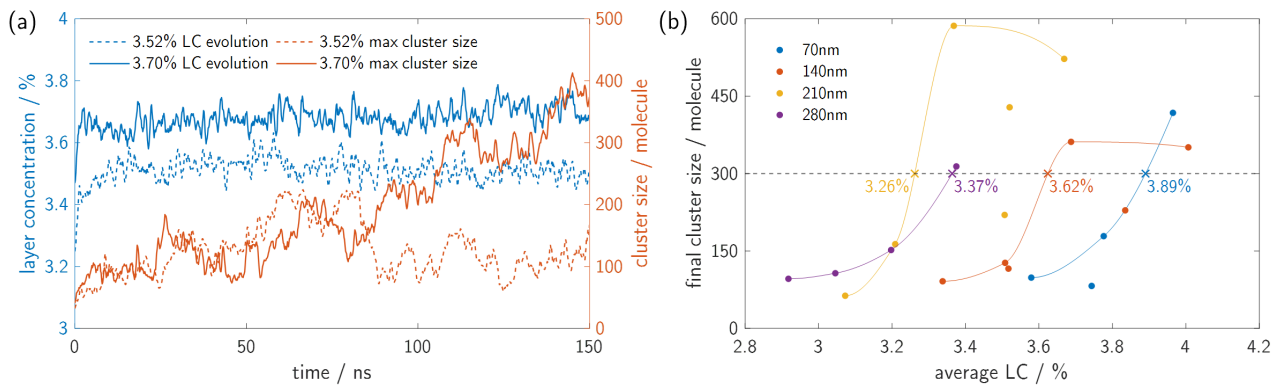 (a)
layer concentration / %
4
3.8
3.6
3.4
3.2
3
3.52% LC evolution
3.52% max cluster size
3.70% LC evolution
3.70% max cluster size
500
400
300
200
100
0
cluster size / molecule
0
50
100
150
time / ns
(b)
final cluster size / molecule
600
450
300
150
0
70nm
140nm
210nm
280nm
3.26%
3.37%
3.62%
3.89%
2.8
3
3.2
3.4
3.6
3.8
4
4.2
average LC / %